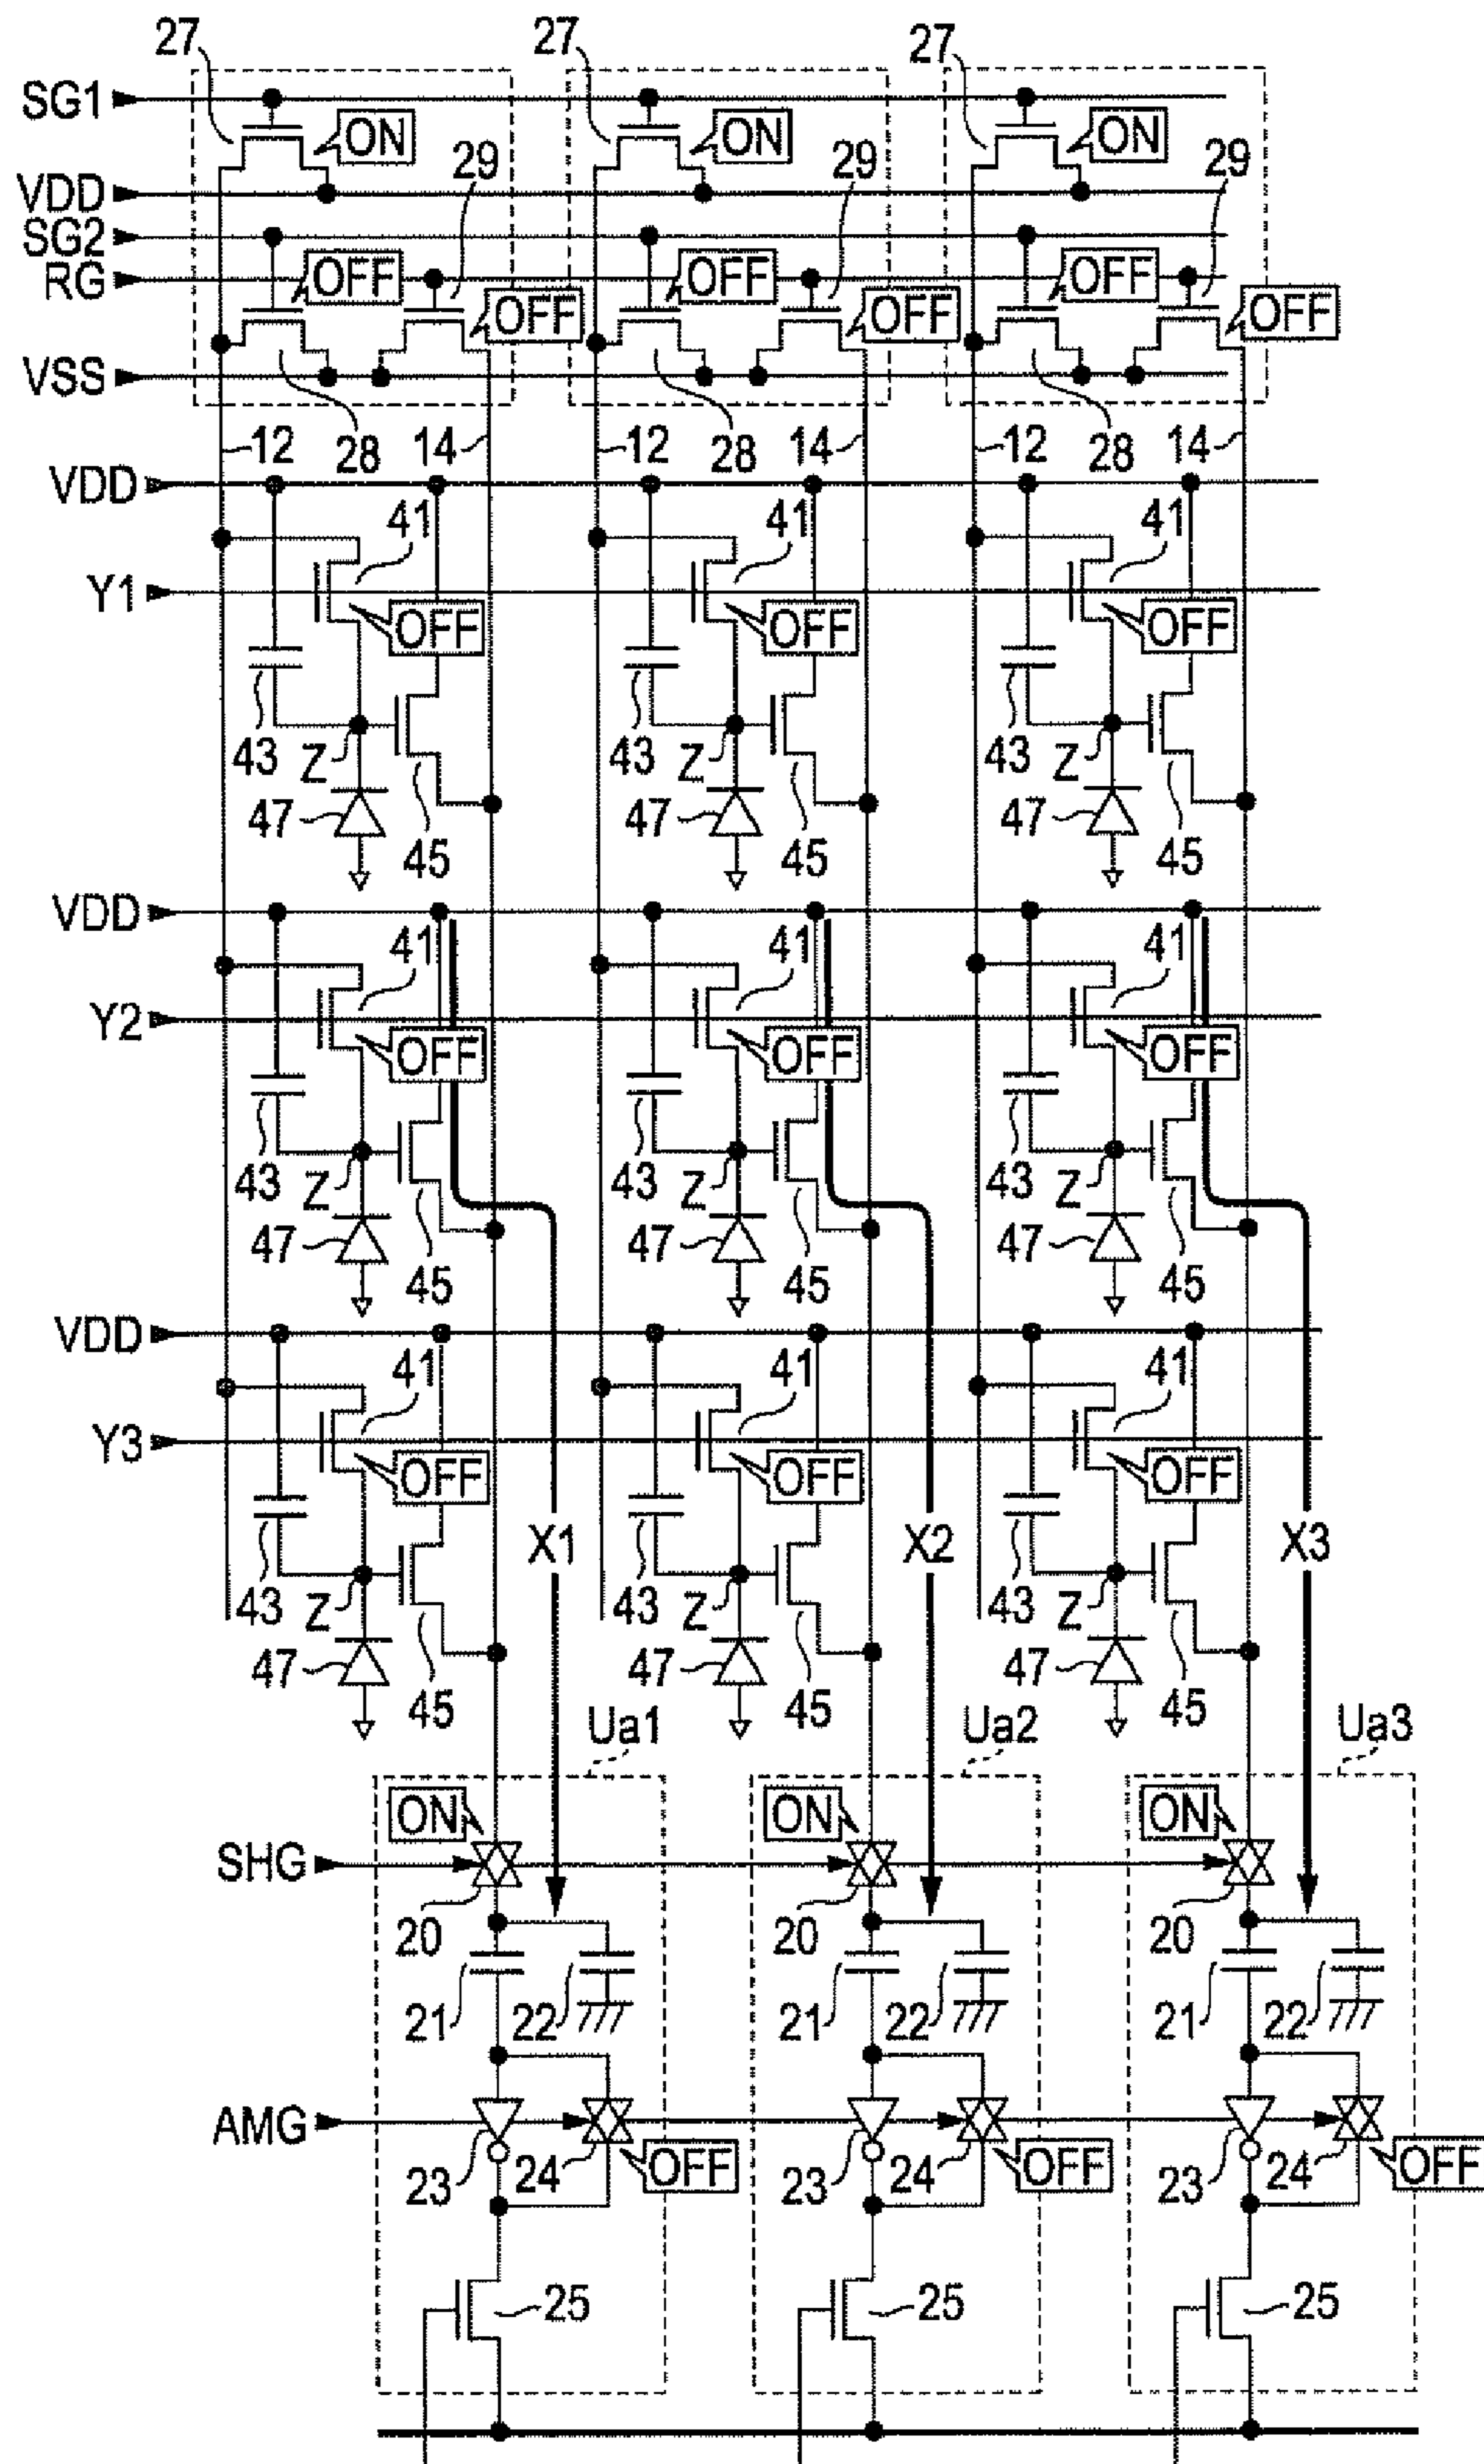 27 27 27
SG1 ON ON ON
29 29 29
VDD
SG2
RG OFF OFF OFF
OFF OFF OFF
VSS
12 28 14 12 28 14 12 28 14
VDD
41 41 41
Y1
OFF OFF OFF
43 Z 43 Z 43 Z
47 45 47 45 47 45
VDD
41 41 41
Y2
OFF OFF OFF
43 Z 43 Z 43 Z
47 45 47 45 47 45
VDD
41 41 41
Y3
OFF OFF OFF
X1 X2 X3
43 Z 43 Z 43 Z
47 45 47 45 47 45
Ua1 Ua2 Ua3
ON ON ON
SHG
20 20 20
21 22 21 22 21 22
AMG
23 24 OFF 23 24 OFF 23 24 OFF
25 25 25